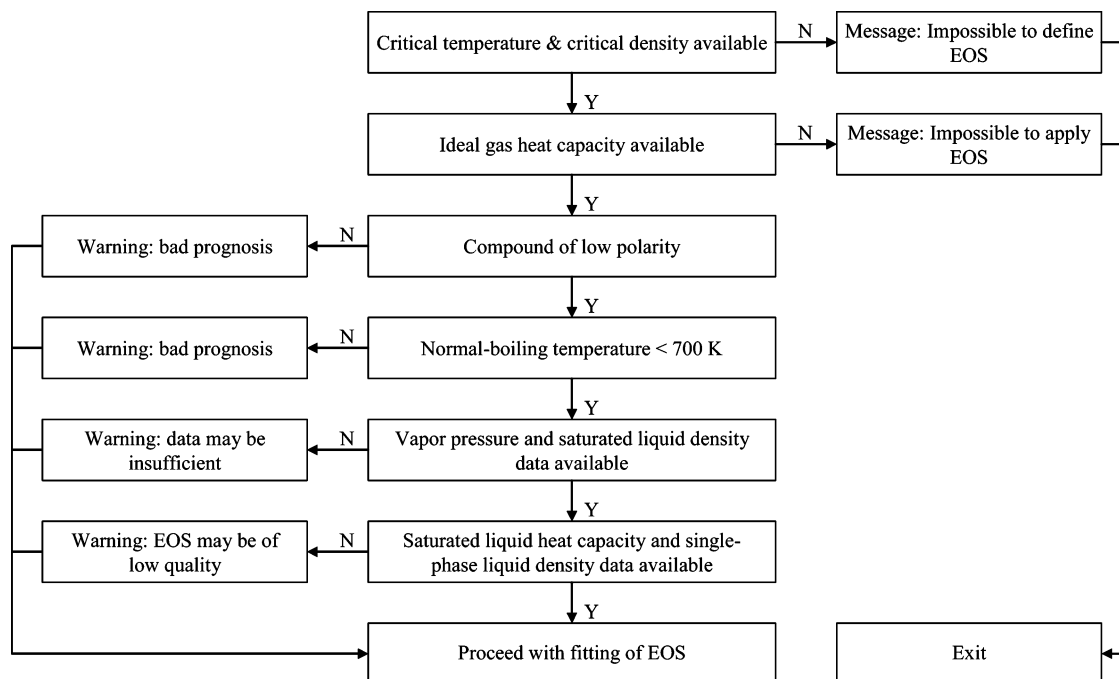 Critical temperature & critical density available
N
Message: Impossible to define
EOS
Y
Ideal gas heat capacity available
N
Message: Impossible to apply
EOS
Y
Warning: bad prognosis
N
Compound of low polarity
Y
Warning: bad prognosis
N
Normal-boiling temperature < 700 K
Y
Warning: data may be
insufficient
N
Vapor pressure and saturated liquid density
data available
Y
Warning: EOS may be of
low quality
N
Saturated liquid heat capacity and single-
phase liquid density data available
Y
Proceed with fitting of EOS
Exit